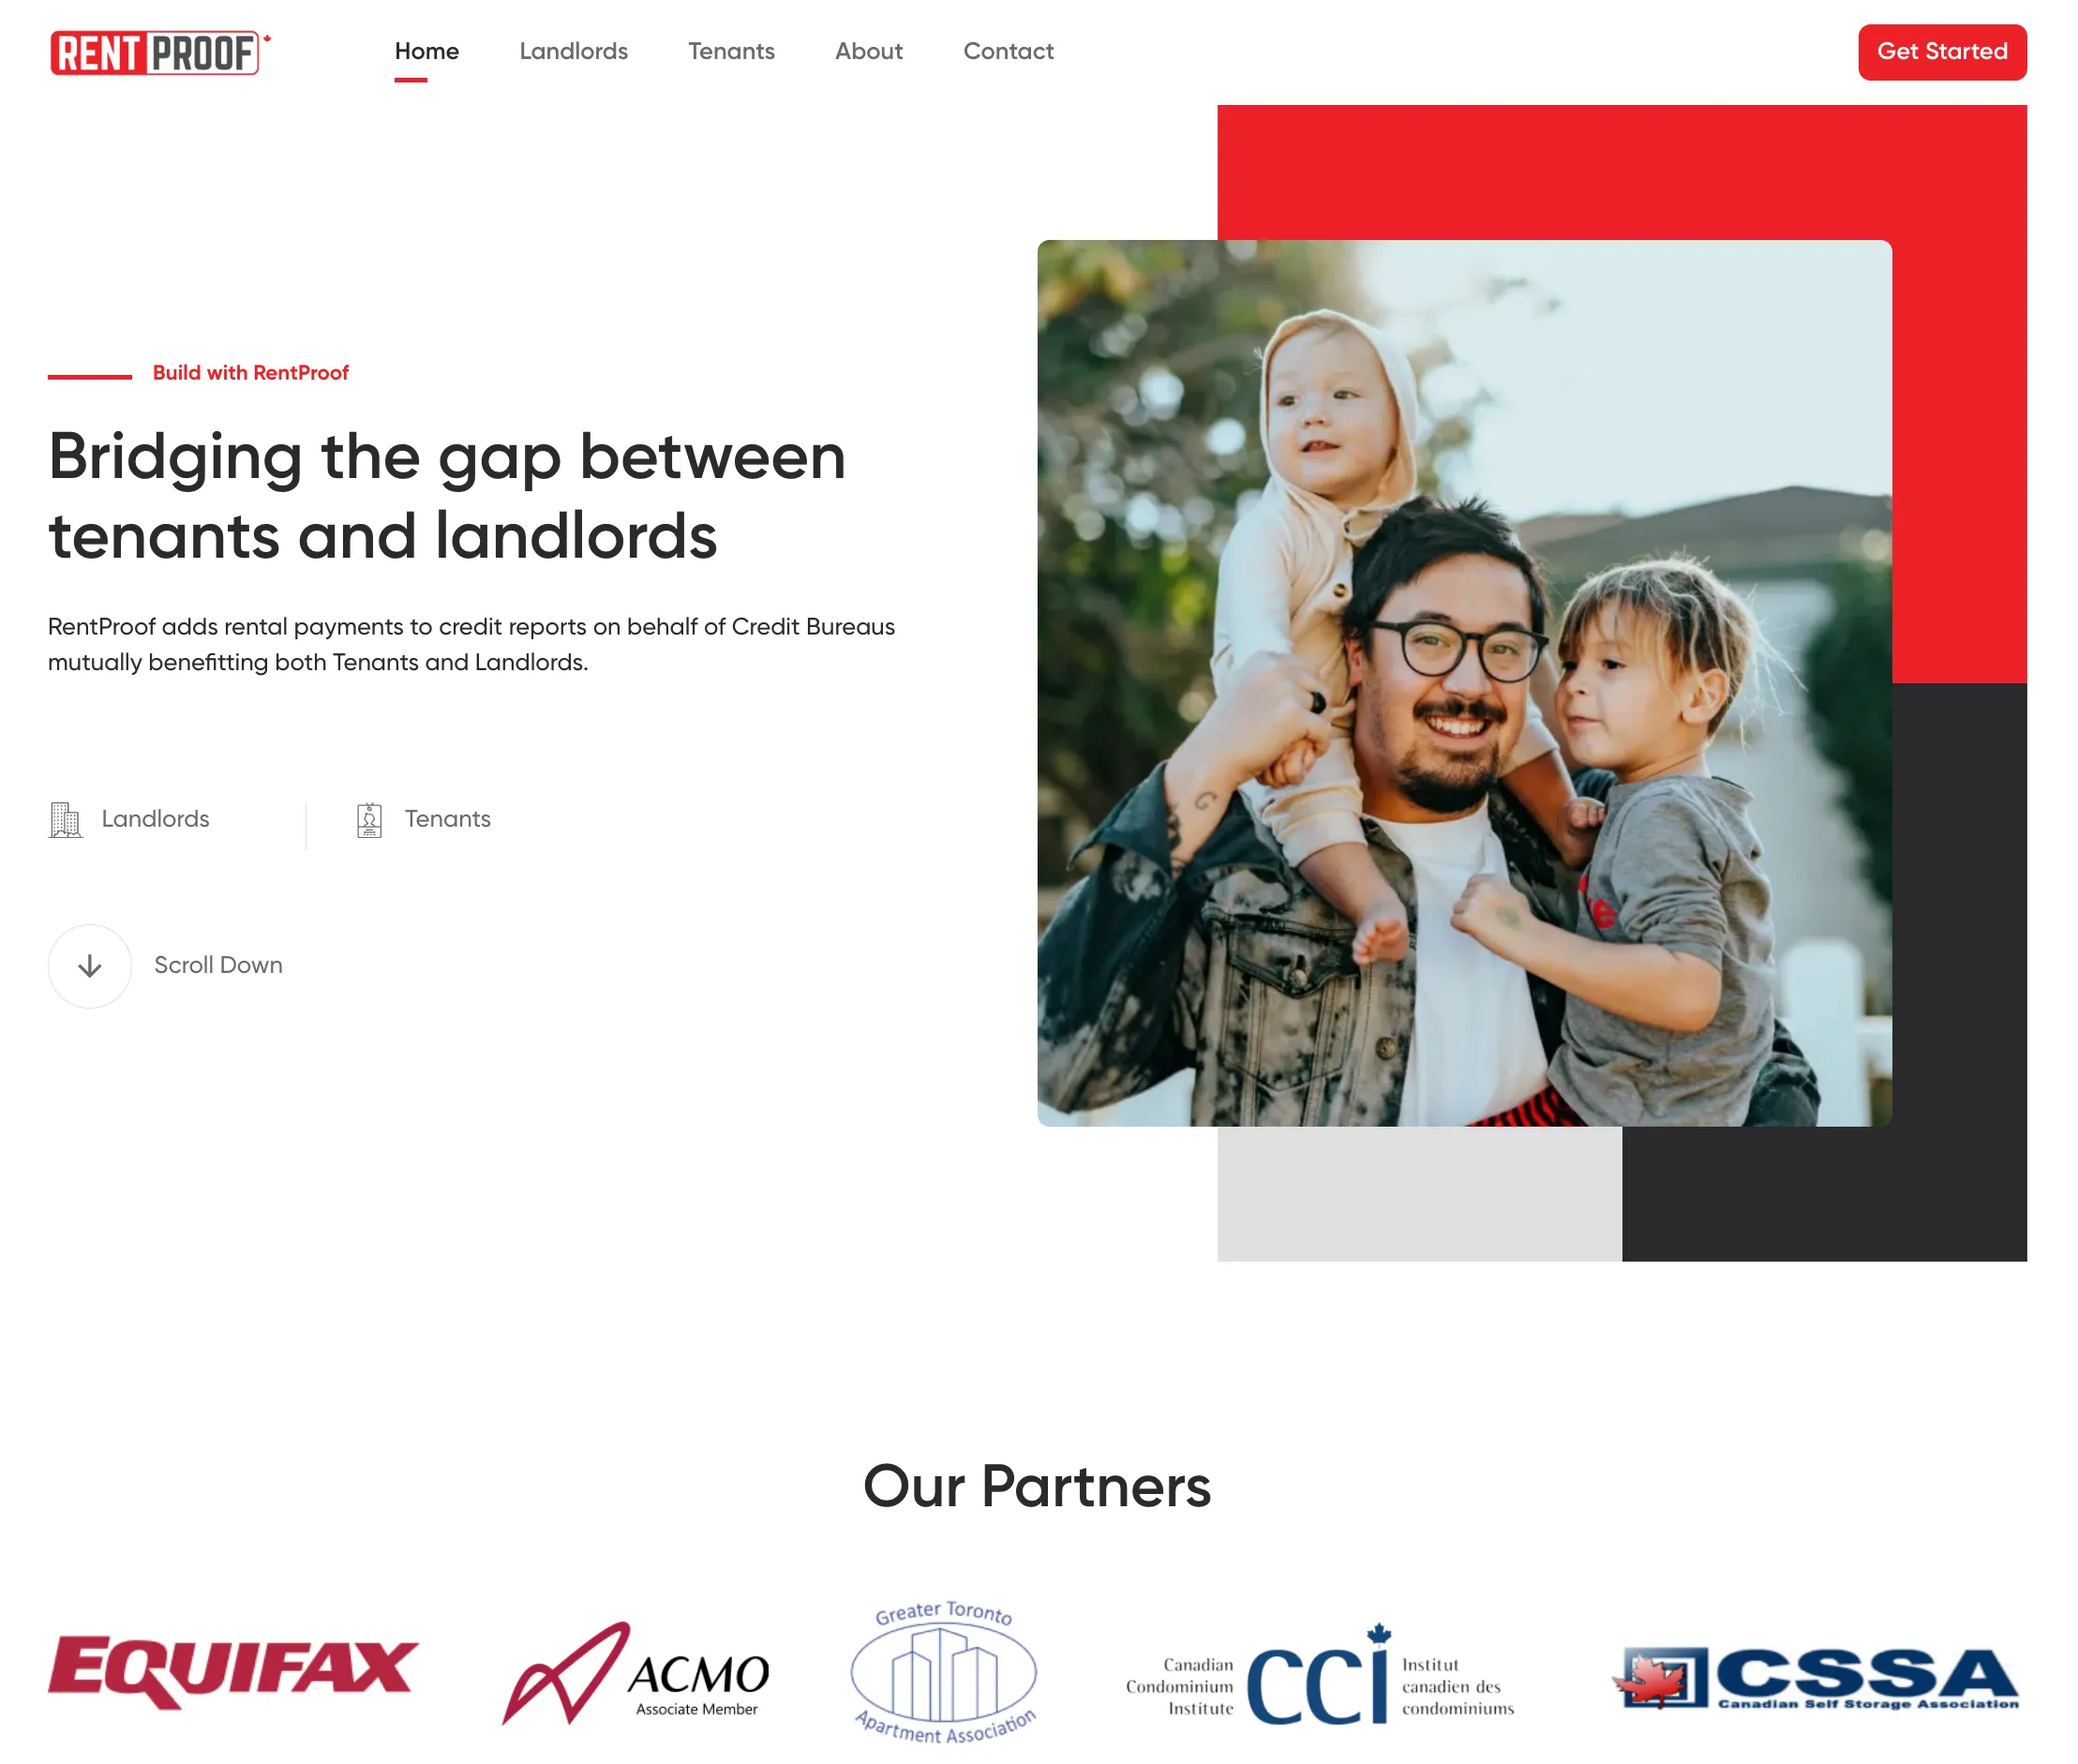 RENT PROOF
Home
Landlords
Tenants
About
Contact
Get Started
Build with RentProof
Bridging the gap between
tenants and landlords
RentProof adds rental payments to credit reports on behalf of Credit Bureaus
mutually benefitting both Tenants and Landlords.
Landlords
Tenants
Scroll Down
Our Partners
EQUIFAX
ACMO
Associate Member
Greater Toronto
Apartment Association
Canadian
Condominium
Institute
CCI
Institut
canadien des
condominiums
CSSA
Canadian Self Storage Association